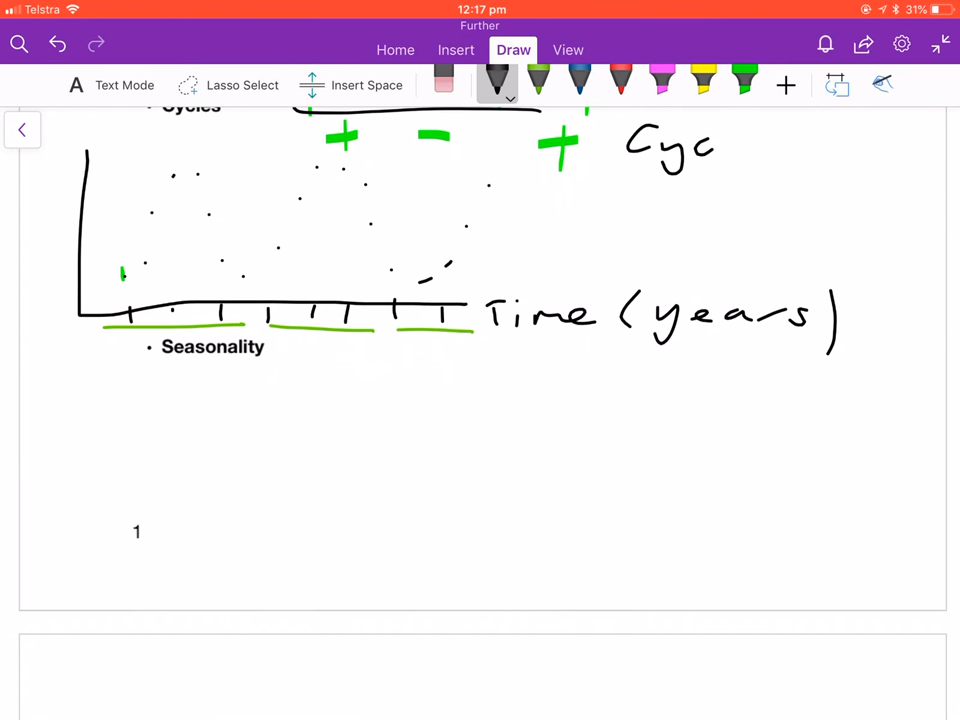 Telstra 12:17 pm 31%
Further
Home Insert Draw View
A Text Mode Lasso Select Insert Space
• Cycles
+ - + Cyc
Time (years)
• Seasonality
1